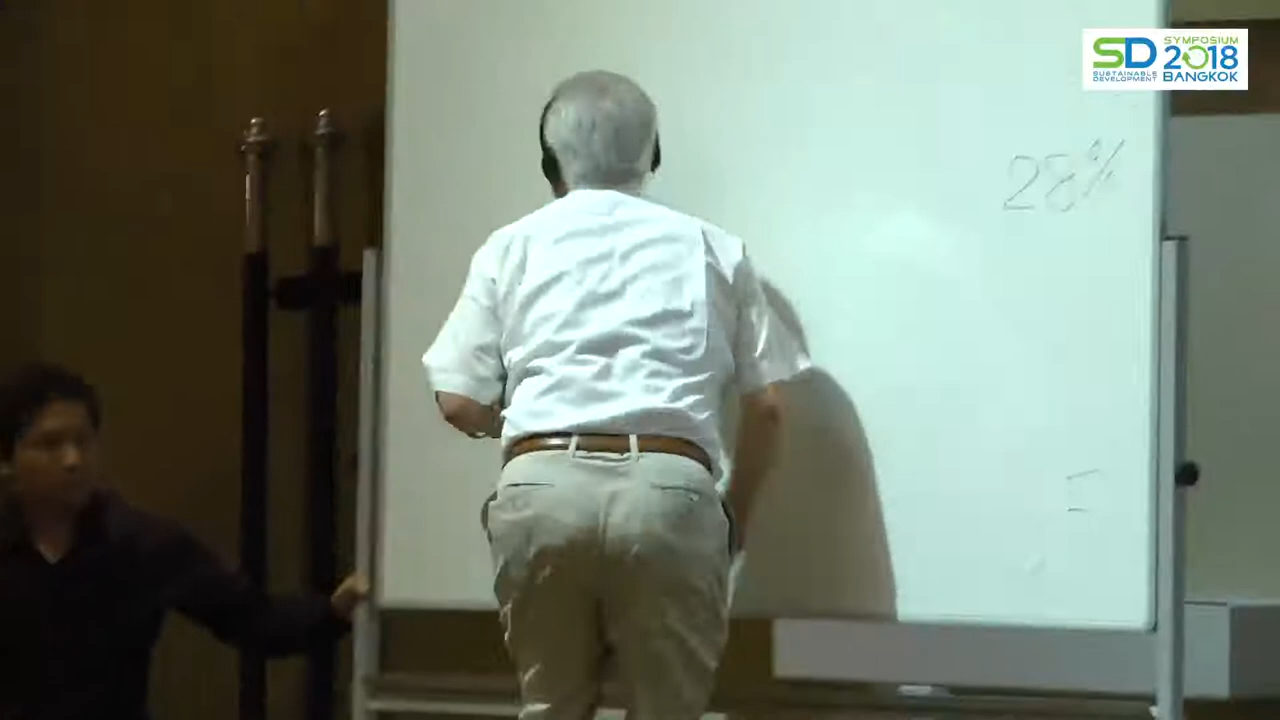 SD SYMPOSIUM
2018
SUSTAINABLE
DEVELOPMENT
BANGKOK
28%